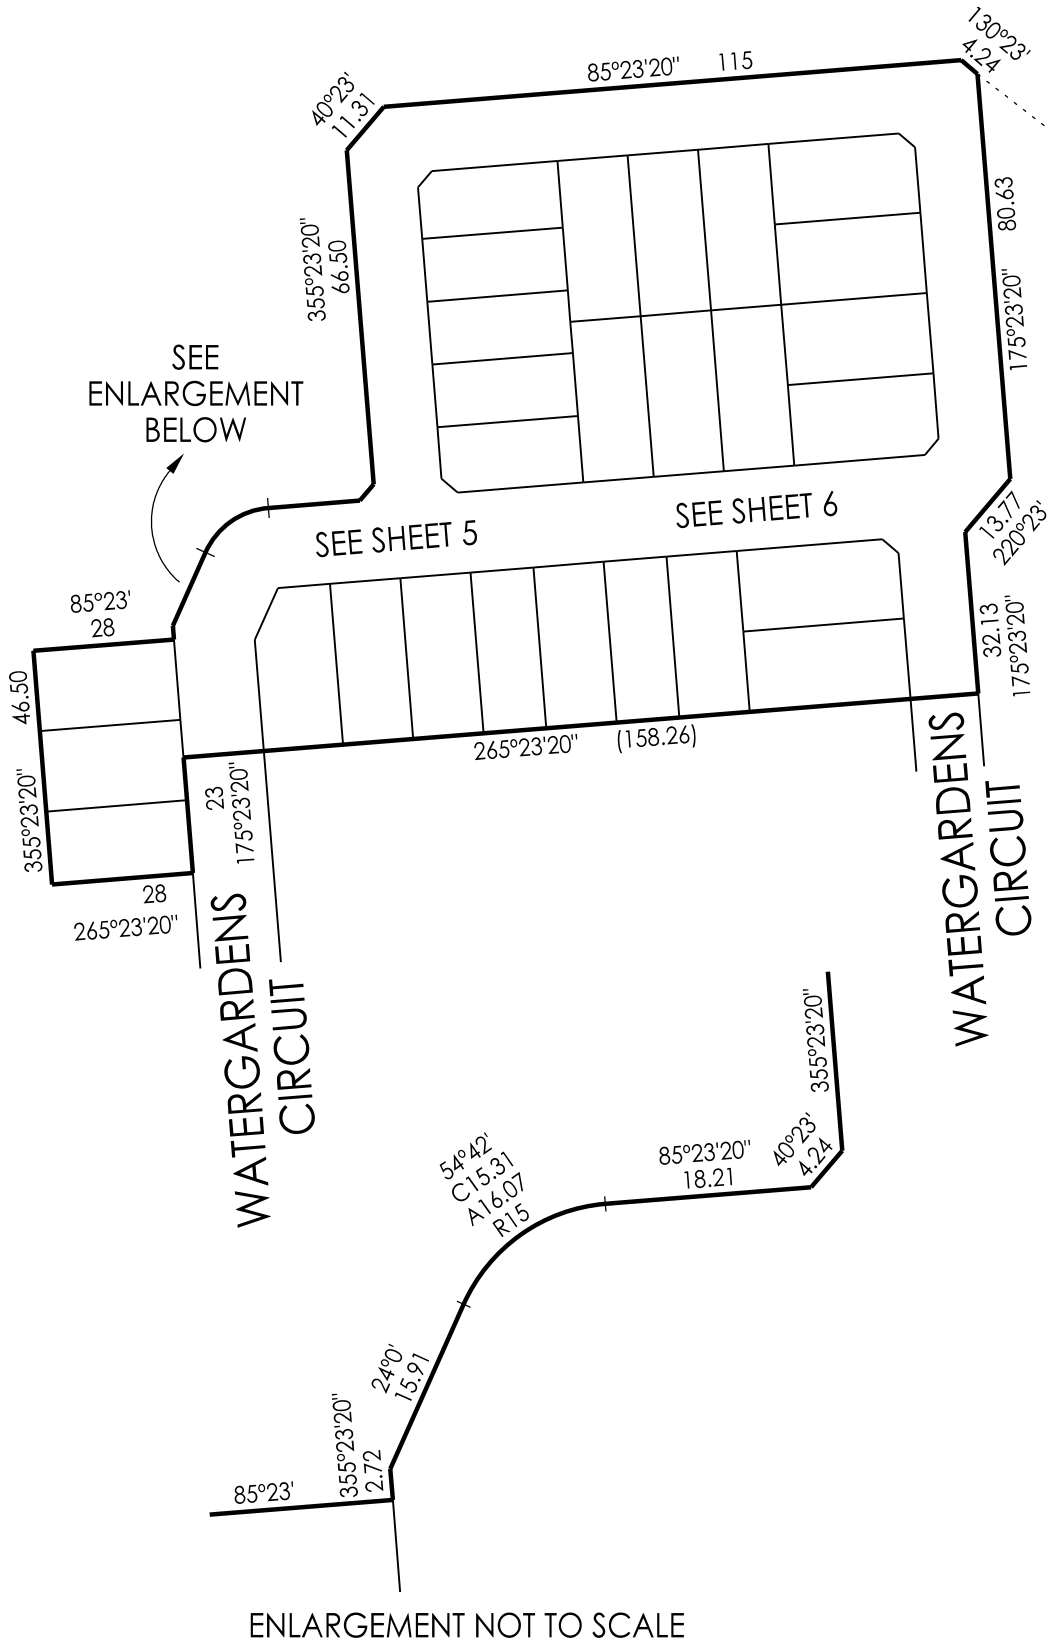 130°23'
4.24
85°23'20"   115
40°23'
11.31
355°23'20"
66.50
80.63
175°23'20"
SEE
ENLARGEMENT
BELOW
SEE SHEET 5
SEE SHEET 6
13.77
220°23'
85°23'
28
32.13
175°23'20"
46.50
355°23'20"
265°23'20"   (158.26)
23
175°23'20"
28
265°23'20"
WATERGARDENS
CIRCUIT
WATERGARDENS
CIRCUIT
355°23'20"
40°23'
4.24
85°23'20"
18.21
54°42'
C15.31
A16.07
R15
24°0'
15.91
355°23'20"
2.72
85°23'
ENLARGEMENT NOT TO SCALE